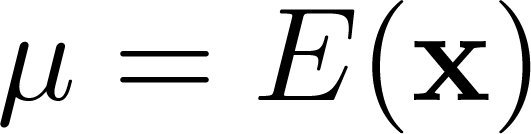 μ = E(𝐱)